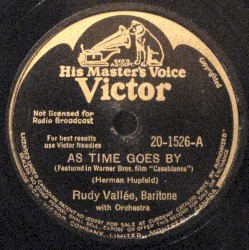 His Master's Voice
Victor
Not licensed for
Radio Broadcast
For best results
use Victor Needles
20-1526-A
AS TIME GOES BY
(Featured in Warner Bros. film "Casablanca")
(Herman Hupfeld)
Rudy Vallée, Baritone
with Orchestra